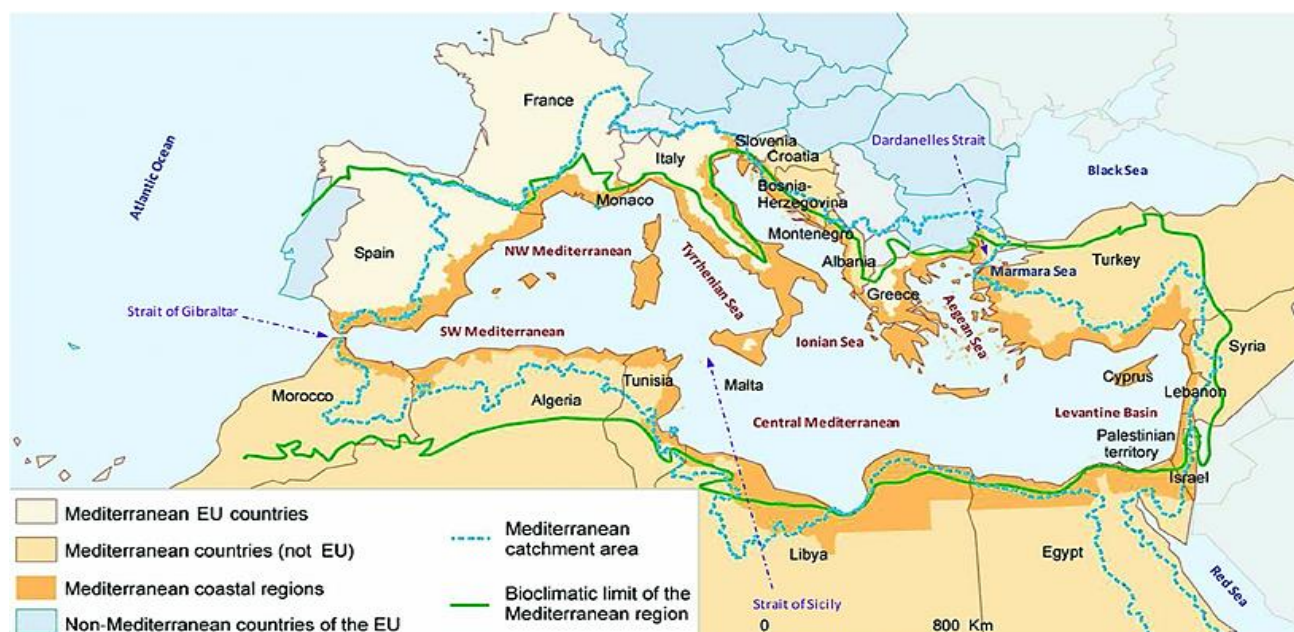 France
Slovenia
Croatia
Dardanelles Strait
Italy
Bosnia-
Herzegovina
Black Sea
Atlantic Ocean
Monaco
Montenegro
Spain
NW Mediterranean
Tyrrhenian Sea
Albania
Marmara Sea
Turkey
Greece
Aegean Sea
Strait of Gibraltar
SW Mediterranean
Ionian Sea
Syria
Morocco
Algeria
Tunisia
Malta
Cyprus
Lebanon
Central Mediterranean
Levantine Basin
Palestinian
territory
Israel
Libya
Egypt
Red Sea
Strait of Sicily
0 800 Km
Mediterranean EU countries
Mediterranean countries (not EU)
Mediterranean coastal regions
Non-Mediterranean countries of the EU
Mediterranean
catchment area
Bioclimatic limit of the
Mediterranean region